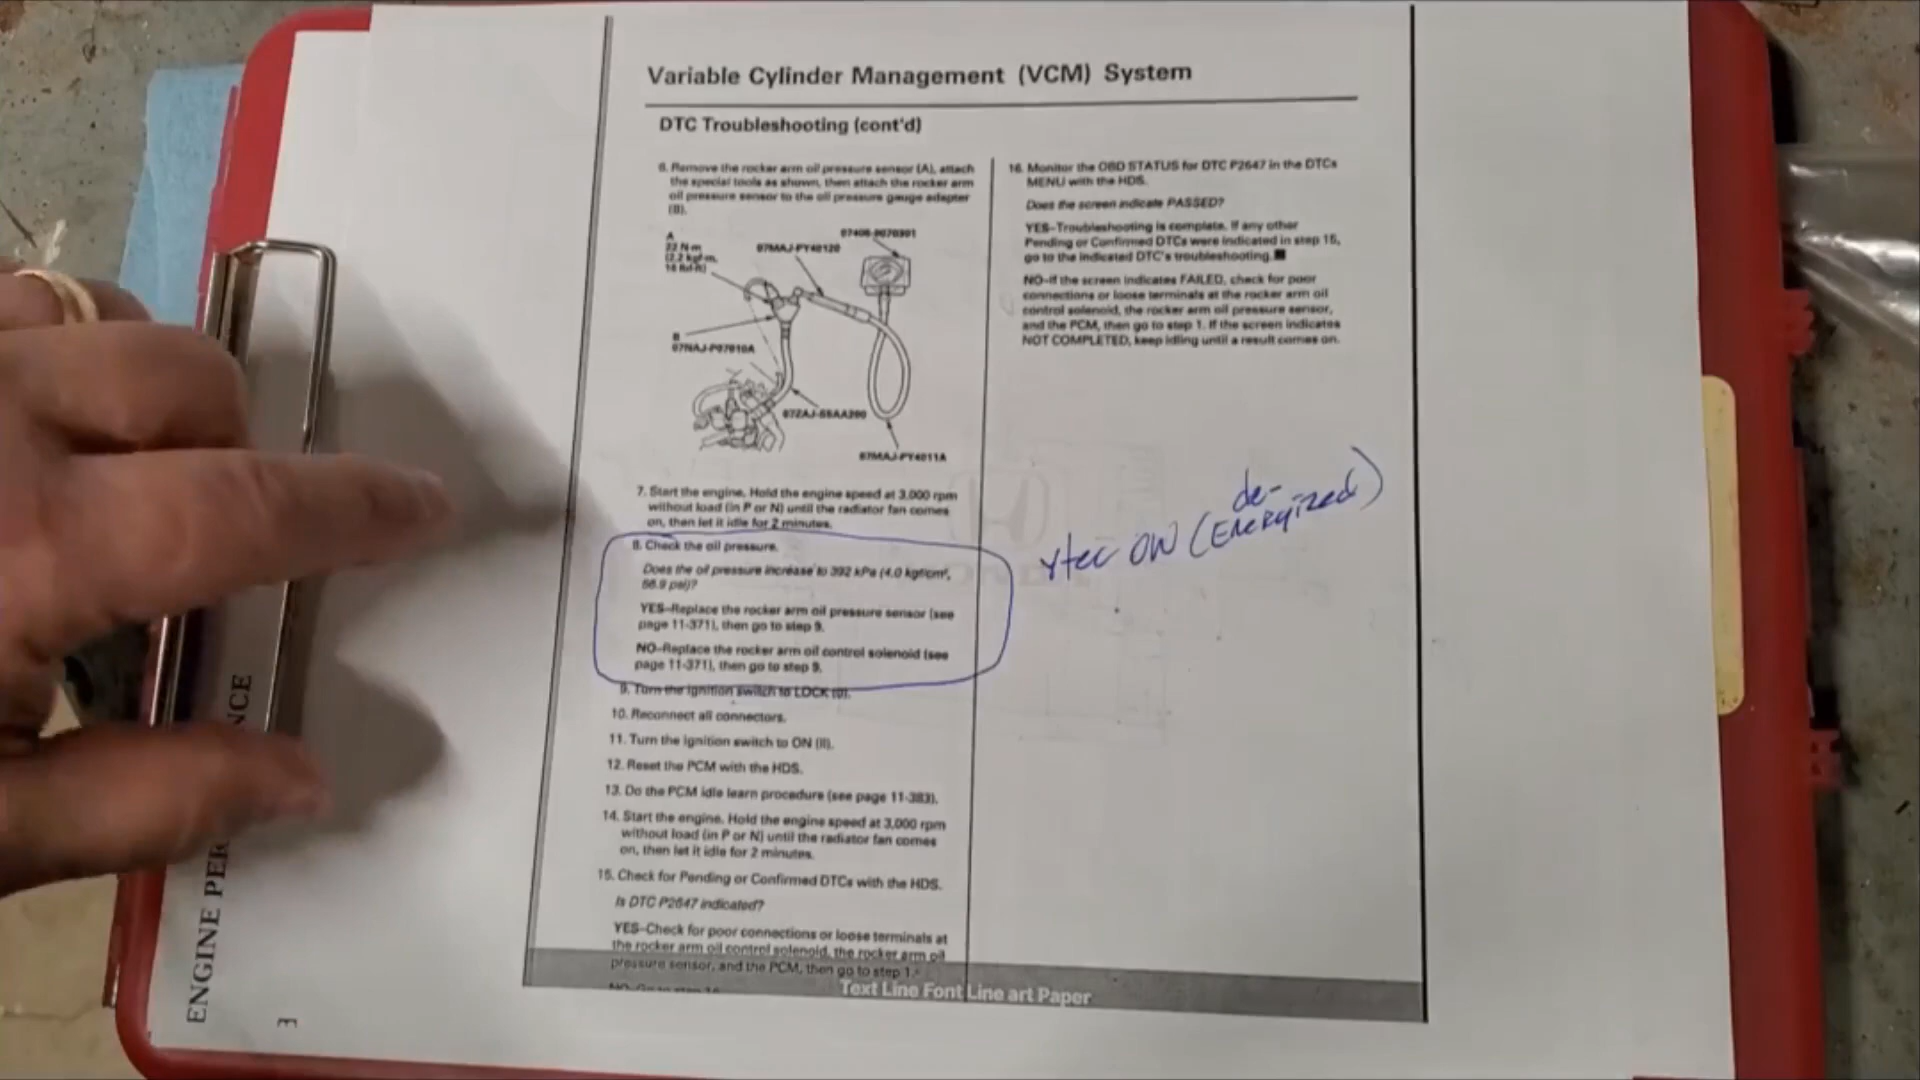 Variable Cylinder Management (VCM) System
DTC Troubleshooting (cont'd)
6. Remove the rocker arm oil pressure sensor (A), attach
the special tools as shown, then attach the rocker arm
oil pressure sensor to the oil pressure gauge adapter
(B).
A
22 N·m
(2.2 kgf·m,
16 lbf·ft)
07MAJ-PY40120
07406-0070301
B
07NAJ-P07010A
07ZAJ-S5AA200
07MAJ-PY4011A
7. Start the engine. Hold the engine speed at 3,000 rpm
without load (in P or N) until the radiator fan comes
on, then let it idle for 2 minutes.
8. Check the oil pressure.
Does the oil pressure increase to 392 kPa (4.0 kgf/cm²,
56.9 psi)?
YES–Replace the rocker arm oil pressure sensor (see
page 11-371), then go to step 9.
NO–Replace the rocker arm oil control solenoid (see
page 11-371), then go to step 9.
9. Turn the ignition switch to LOCK (0).
10. Reconnect all connectors.
11. Turn the ignition switch to ON (II).
12. Reset the PCM with the HDS.
13. Do the PCM idle learn procedure (see page 11-383).
14. Start the engine. Hold the engine speed at 3,000 rpm
without load (in P or N) until the radiator fan comes
on, then let it idle for 2 minutes.
15. Check for Pending or Confirmed DTCs with the HDS.
Is DTC P2647 indicated?
YES–Check for poor connections or loose terminals at
the rocker arm oil control solenoid, the rocker arm oil
pressure sensor, and the PCM, then go to step 1.
16. Monitor the OBD STATUS for DTC P2647 in the DTCs
MENU with the HDS.
Does the screen indicate PASSED?
YES–Troubleshooting is complete. If any other
Pending or Confirmed DTCs were indicated in step 15,
go to the indicated DTC's troubleshooting.
NO–If the screen indicates FAILED, check for poor
connections or loose terminals at the rocker arm oil
control solenoid, the rocker arm oil pressure sensor,
and the PCM, then go to step 1. If the screen indicates
NOT COMPLETED, keep idling until a result comes on.
de-
vtec ON (Energized)
Text Line Font Line art Paper
ENGINE PER
NCE
E